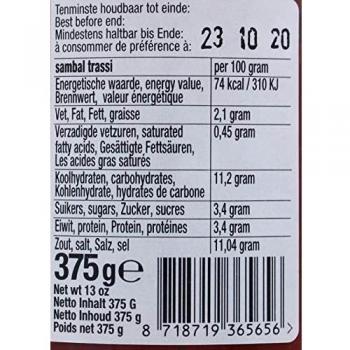 Tenminste houdbaar tot einde:
Best before end:
Mindestens haltbar bis Ende:
à consommer de préférence à: 23 10 20
sambal trassi per 100 gram
Energetische waarde, energy value, 74 kcal / 310 KJ
Brennwert, valeur énergétique
Vet, Fat, Fett, graisse 2,1 gram
Verzadigde vetzuren, saturated 0,45 gram
fatty acids, Gesättigte Fettsäuren,
Les acides gras saturés
Koolhydraten, carbohydrates, 11,2 gram
Kohlenhydrate, hydrates de carbone
Suikers, sugars, Zucker, sucres 3,4 gram
Eiwit, protein, Protein, protéines 3,4 gram
Zout, salt, Salz, sel 11,04 gram
375g℮
Net wt 13 oz
Netto Inhalt 375 G
Netto Inhoud 375 g
Poids net 375 g
8 718719 365656 >